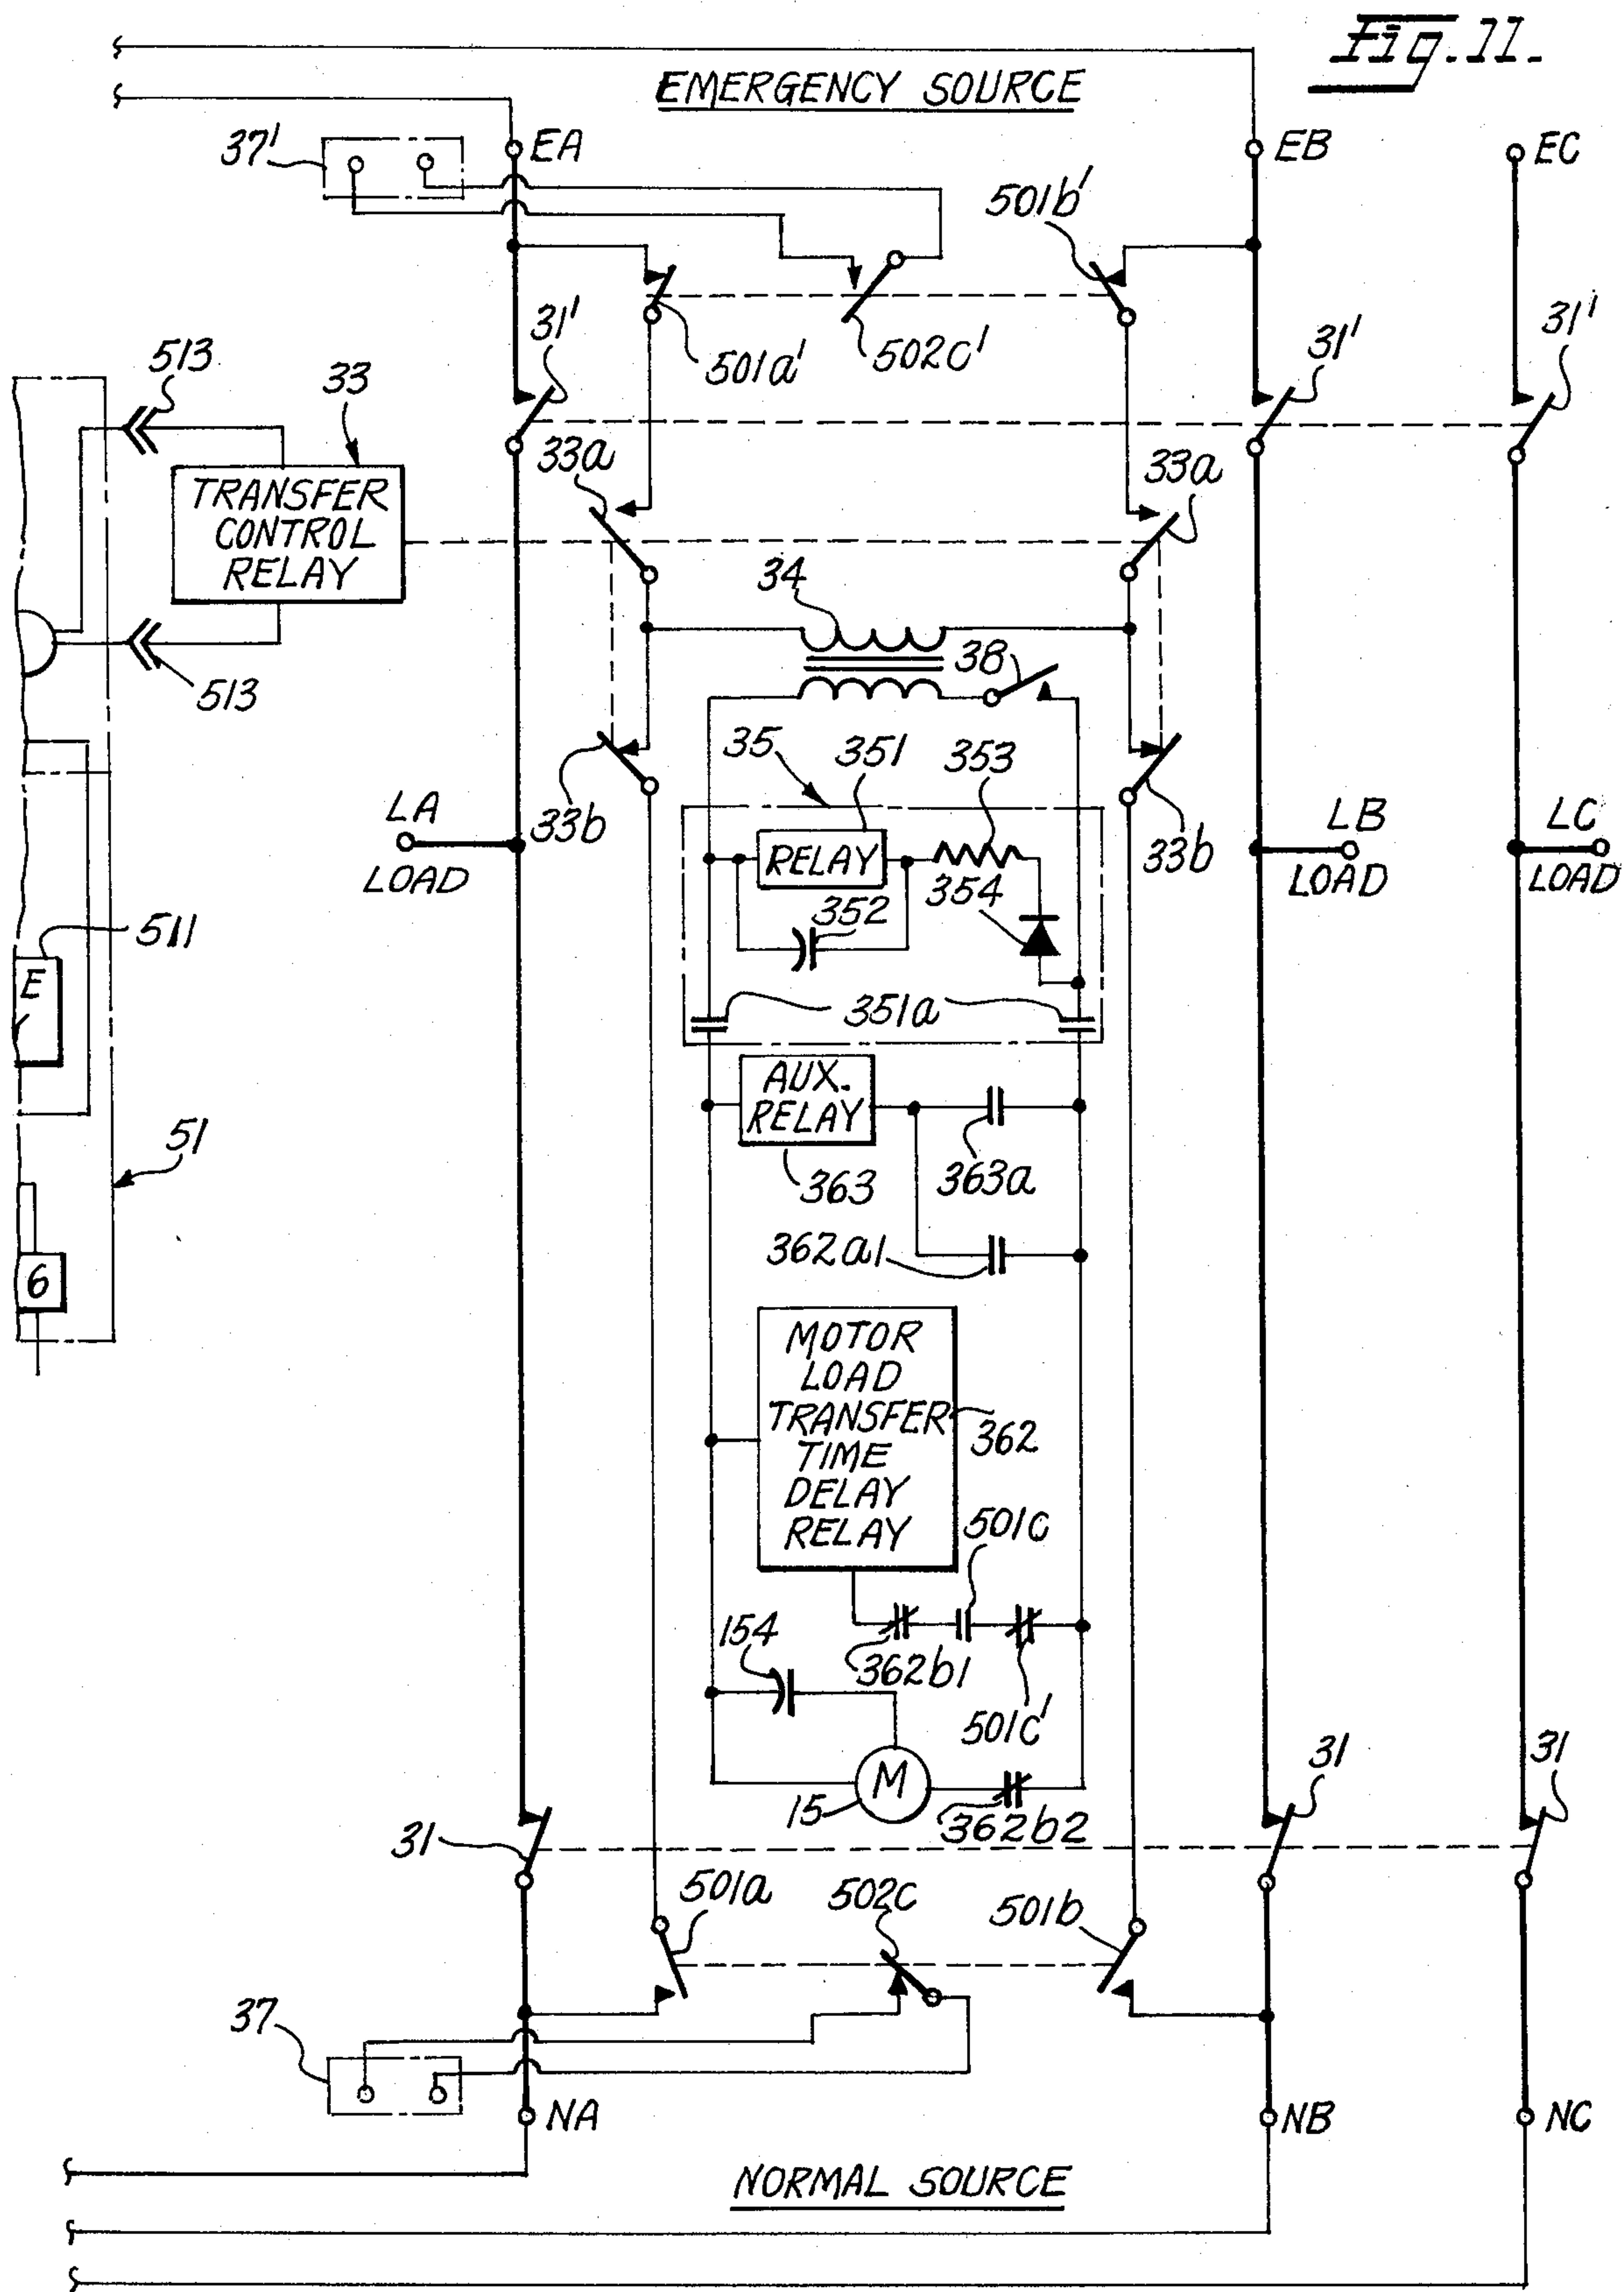 Fig. 11.
EMERGENCY SOURCE
37'
EA
EB
EC
501b'
501a'
502c'
31'
31'
31'
513
33
33a
33a
TRANSFER
CONTROL
RELAY
34
38
513
35
351
353
33b
33b
LA
LOAD
LB
LOAD
LC
LOAD
RELAY
354
352
511
E
351a
AUX.
RELAY
363
363a
51
362a1
6
MOTOR
LOAD
TRANSFER
TIME
DELAY
RELAY
362
501c
154
362b1
501c'
M
15
362b2
31
31
31
501a
502c
501b
37
NA
NB
NC
NORMAL SOURCE